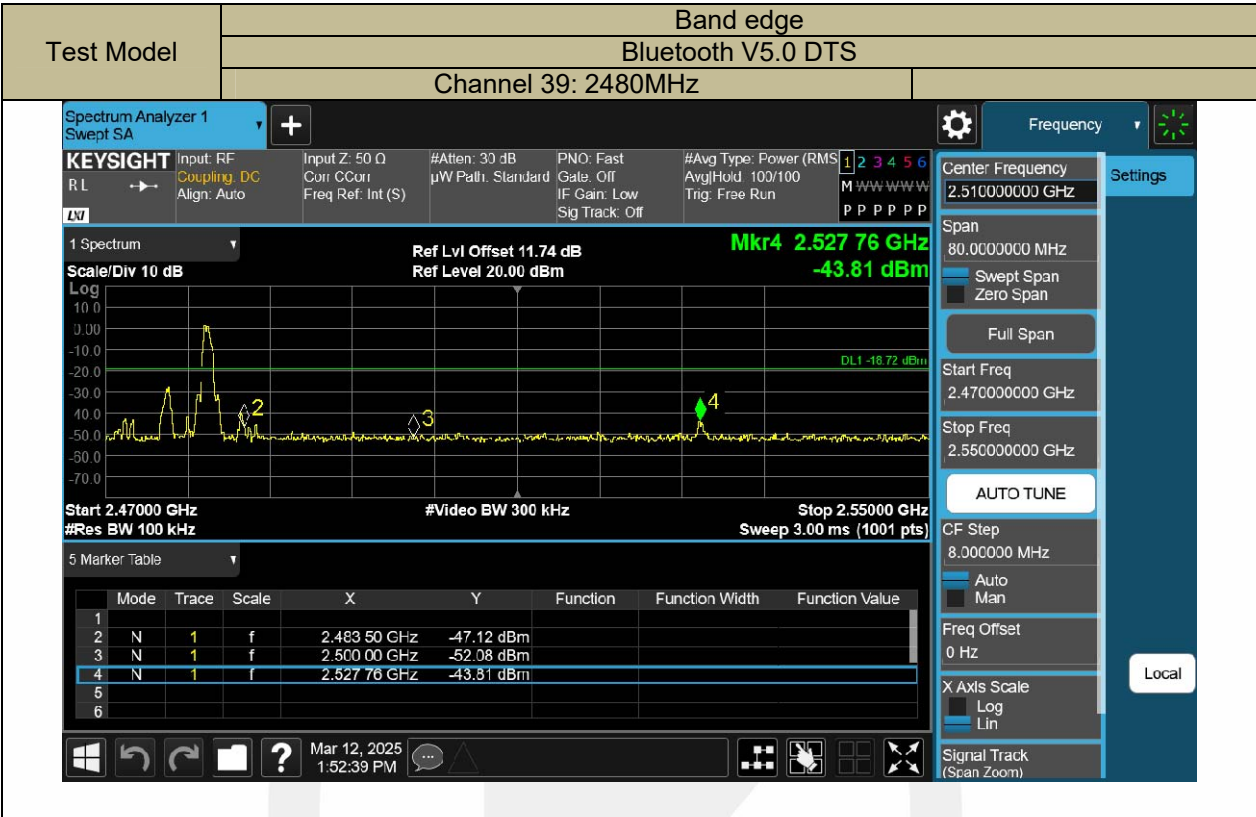 Test Model
Band edge
Bluetooth V5.0 DTS
Channel 39: 2480MHz
Spectrum Analyzer 1
Swept SA
Frequency
KEYSIGHT
RL
LXI
Input: RF
Coupling: DC
Align: Auto
Input Z: 50 Ω
Corr CCorr
Freq Ref: Int (S)
#Atten: 30 dB
µW Path: Standard
PNO: Fast
Gate: Off
IF Gain: Low
Sig Track: Off
#Avg Type: Power (RMS
Avg|Hold: 100/100
Trig: Free Run
1 2 3 4 5 6
M W W W W W
P P P P P P
1 Spectrum
Scale/Div 10 dB
Ref Lvl Offset 11.74 dB
Ref Level 20.00 dBm
Mkr4 2.527 76 GHz
-43.81 dBm
Log
10.0
0.00
-10.0
-20.0
-30.0
-40.0
-50.0
-60.0
-70.0
DL1 -18.72 dBm
2
3
4
Start 2.47000 GHz
#Res BW 100 kHz
#Video BW 300 kHz
Stop 2.55000 GHz
Sweep 3.00 ms (1001 pts)
5 Marker Table
Mode Trace Scale X Y Function Function Width Function Value
1
2 N 1 f 2.483 50 GHz -47.12 dBm
3 N 1 f 2.500 00 GHz -52.08 dBm
4 N 1 f 2.527 76 GHz -43.81 dBm
5
6
Mar 12, 2025
1:52:39 PM
Center Frequency
2.510000000 GHz
Settings
Span
80.0000000 MHz
Swept Span
Zero Span
Full Span
Start Freq
2.470000000 GHz
Stop Freq
2.550000000 GHz
AUTO TUNE
CF Step
8.000000 MHz
Auto
Man
Freq Offset
0 Hz
X Axis Scale
Log
Lin
Local
Signal Track
(Span Zoom)